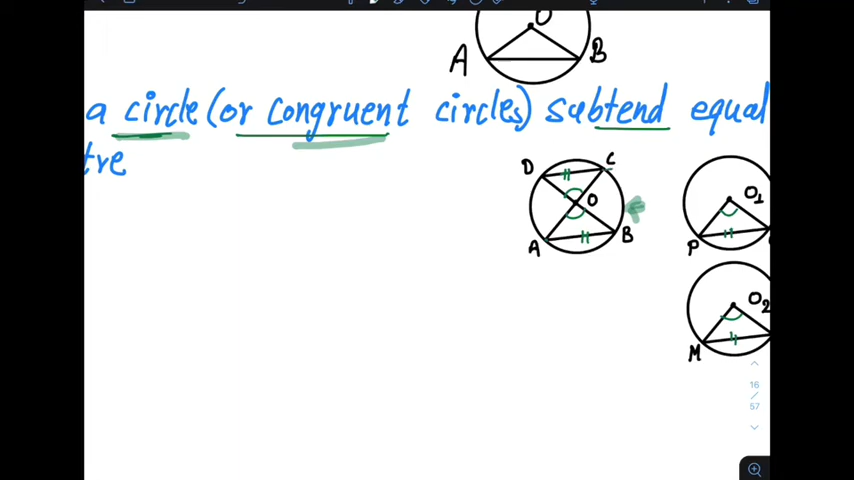 O
A B
a circle (or congruent circles) subtend equal
tre
D C
O
A B
O1
P
O2
M
16
/
57